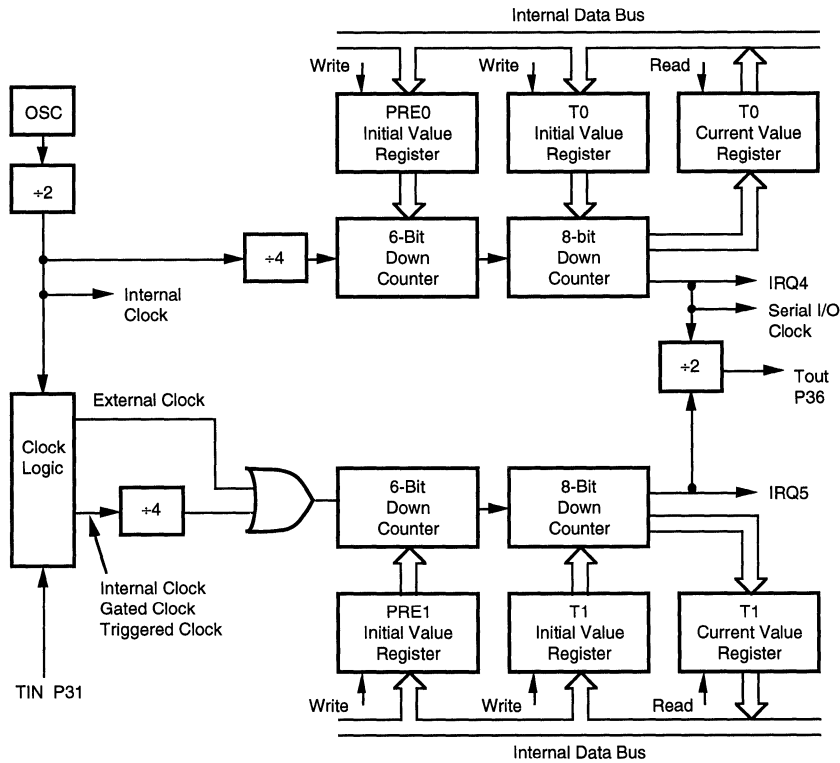 Internal Data Bus
Write
Write
Read
OSC
PRE0
Initial Value
Register
T0
Initial Value
Register
T0
Current Value
Register
÷2
÷4
6-Bit
Down
Counter
8-bit
Down
Counter
Internal
Clock
IRQ4
Serial I/O
Clock
÷2
Tout
P36
External Clock
Clock
Logic
÷4
6-Bit
Down
Counter
8-Bit
Down
Counter
IRQ5
Internal Clock
Gated Clock
Triggered Clock
PRE1
Initial Value
Register
T1
Initial Value
Register
T1
Current Value
Register
TIN P31
Write
Write
Read
Internal Data Bus